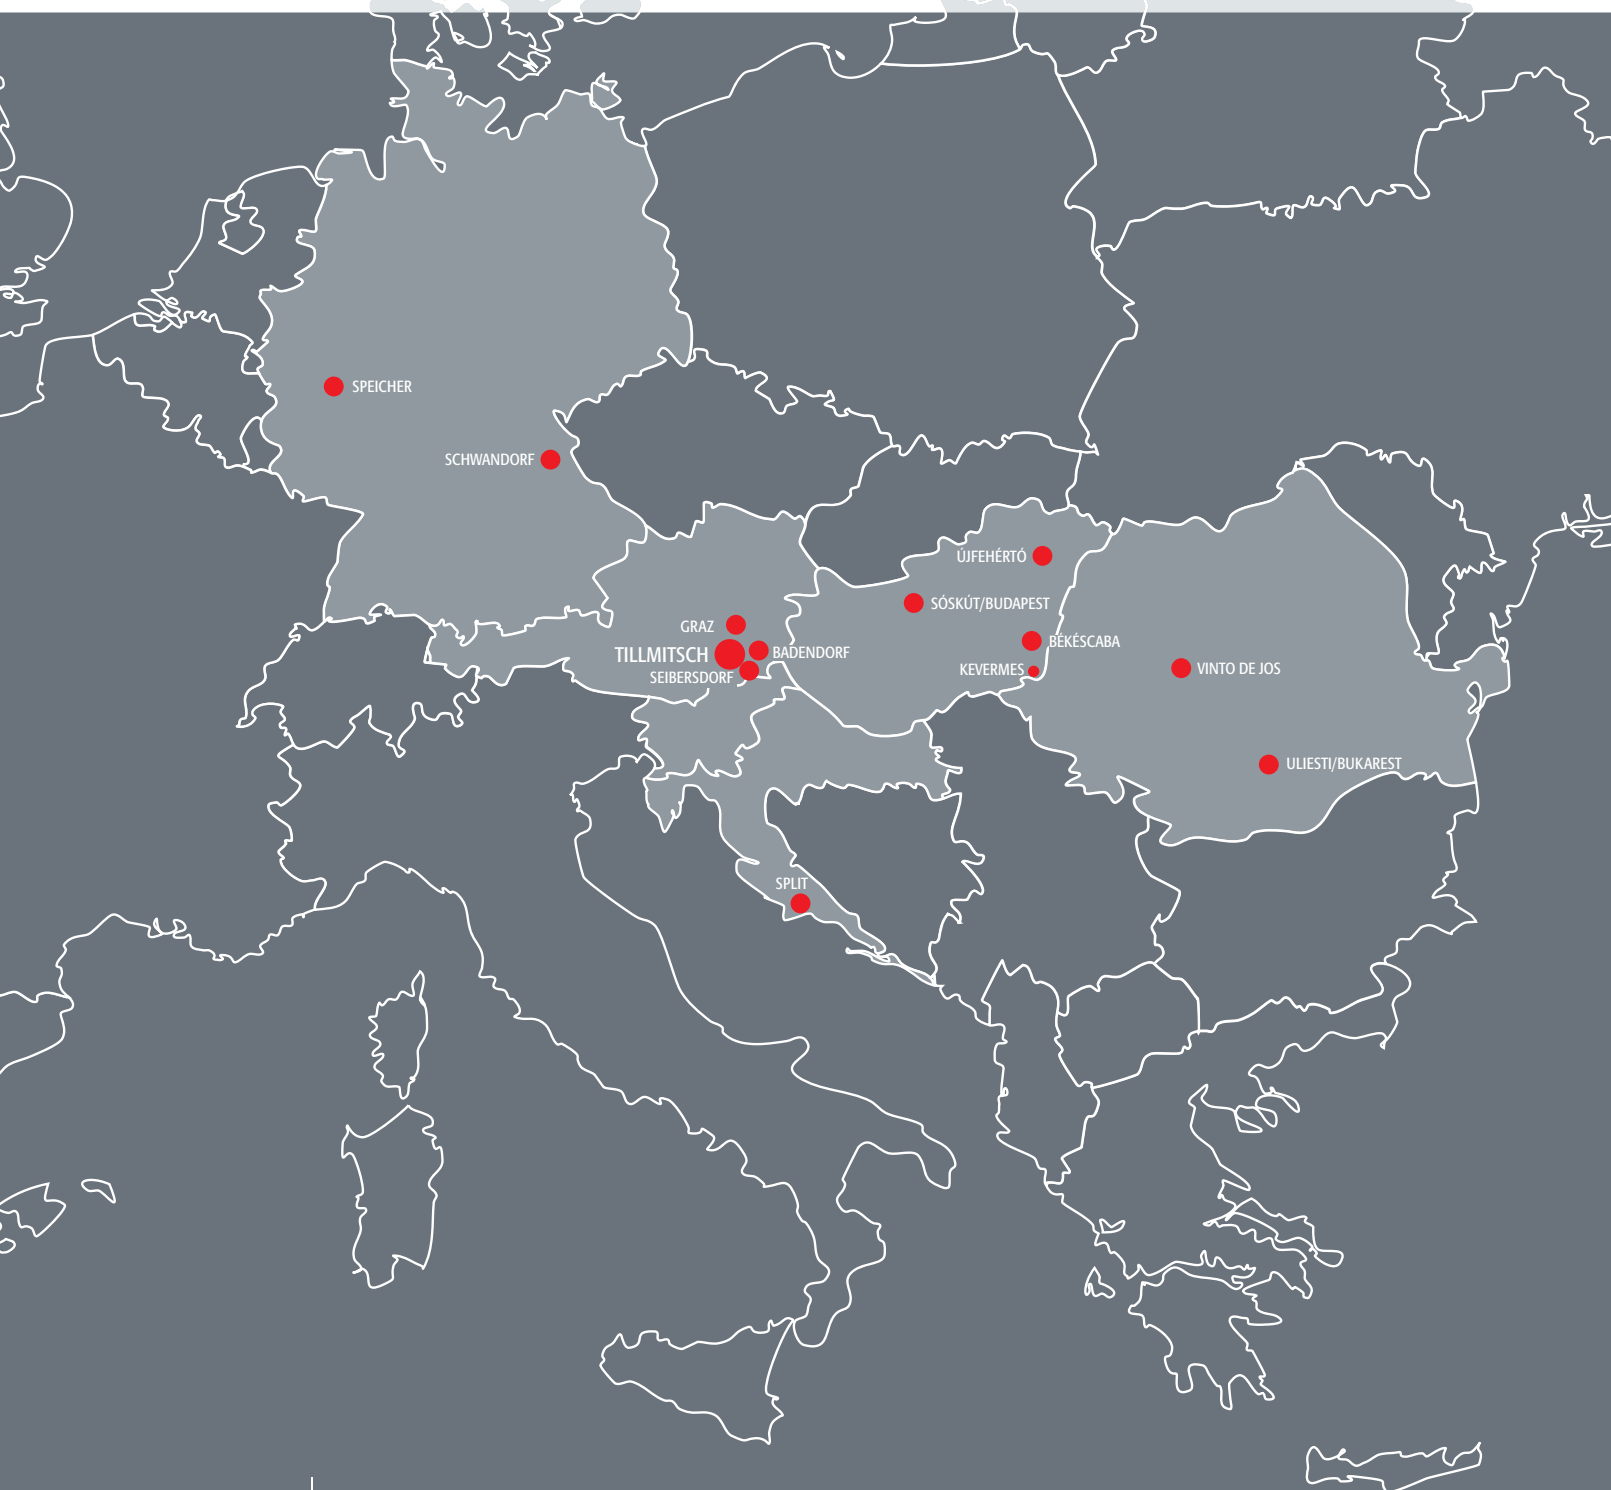 SPEICHER
SCHWANDORF
ÚJFEHÉRTÓ
SÓSKÚT/BUDAPEST
GRAZ
BÉKÉSCABA
TILLMITSCH
BADENDORF
KEVERMES
VINTO DE JOS
SEIBERSDORF
ULIESTI/BUKAREST
SPLIT